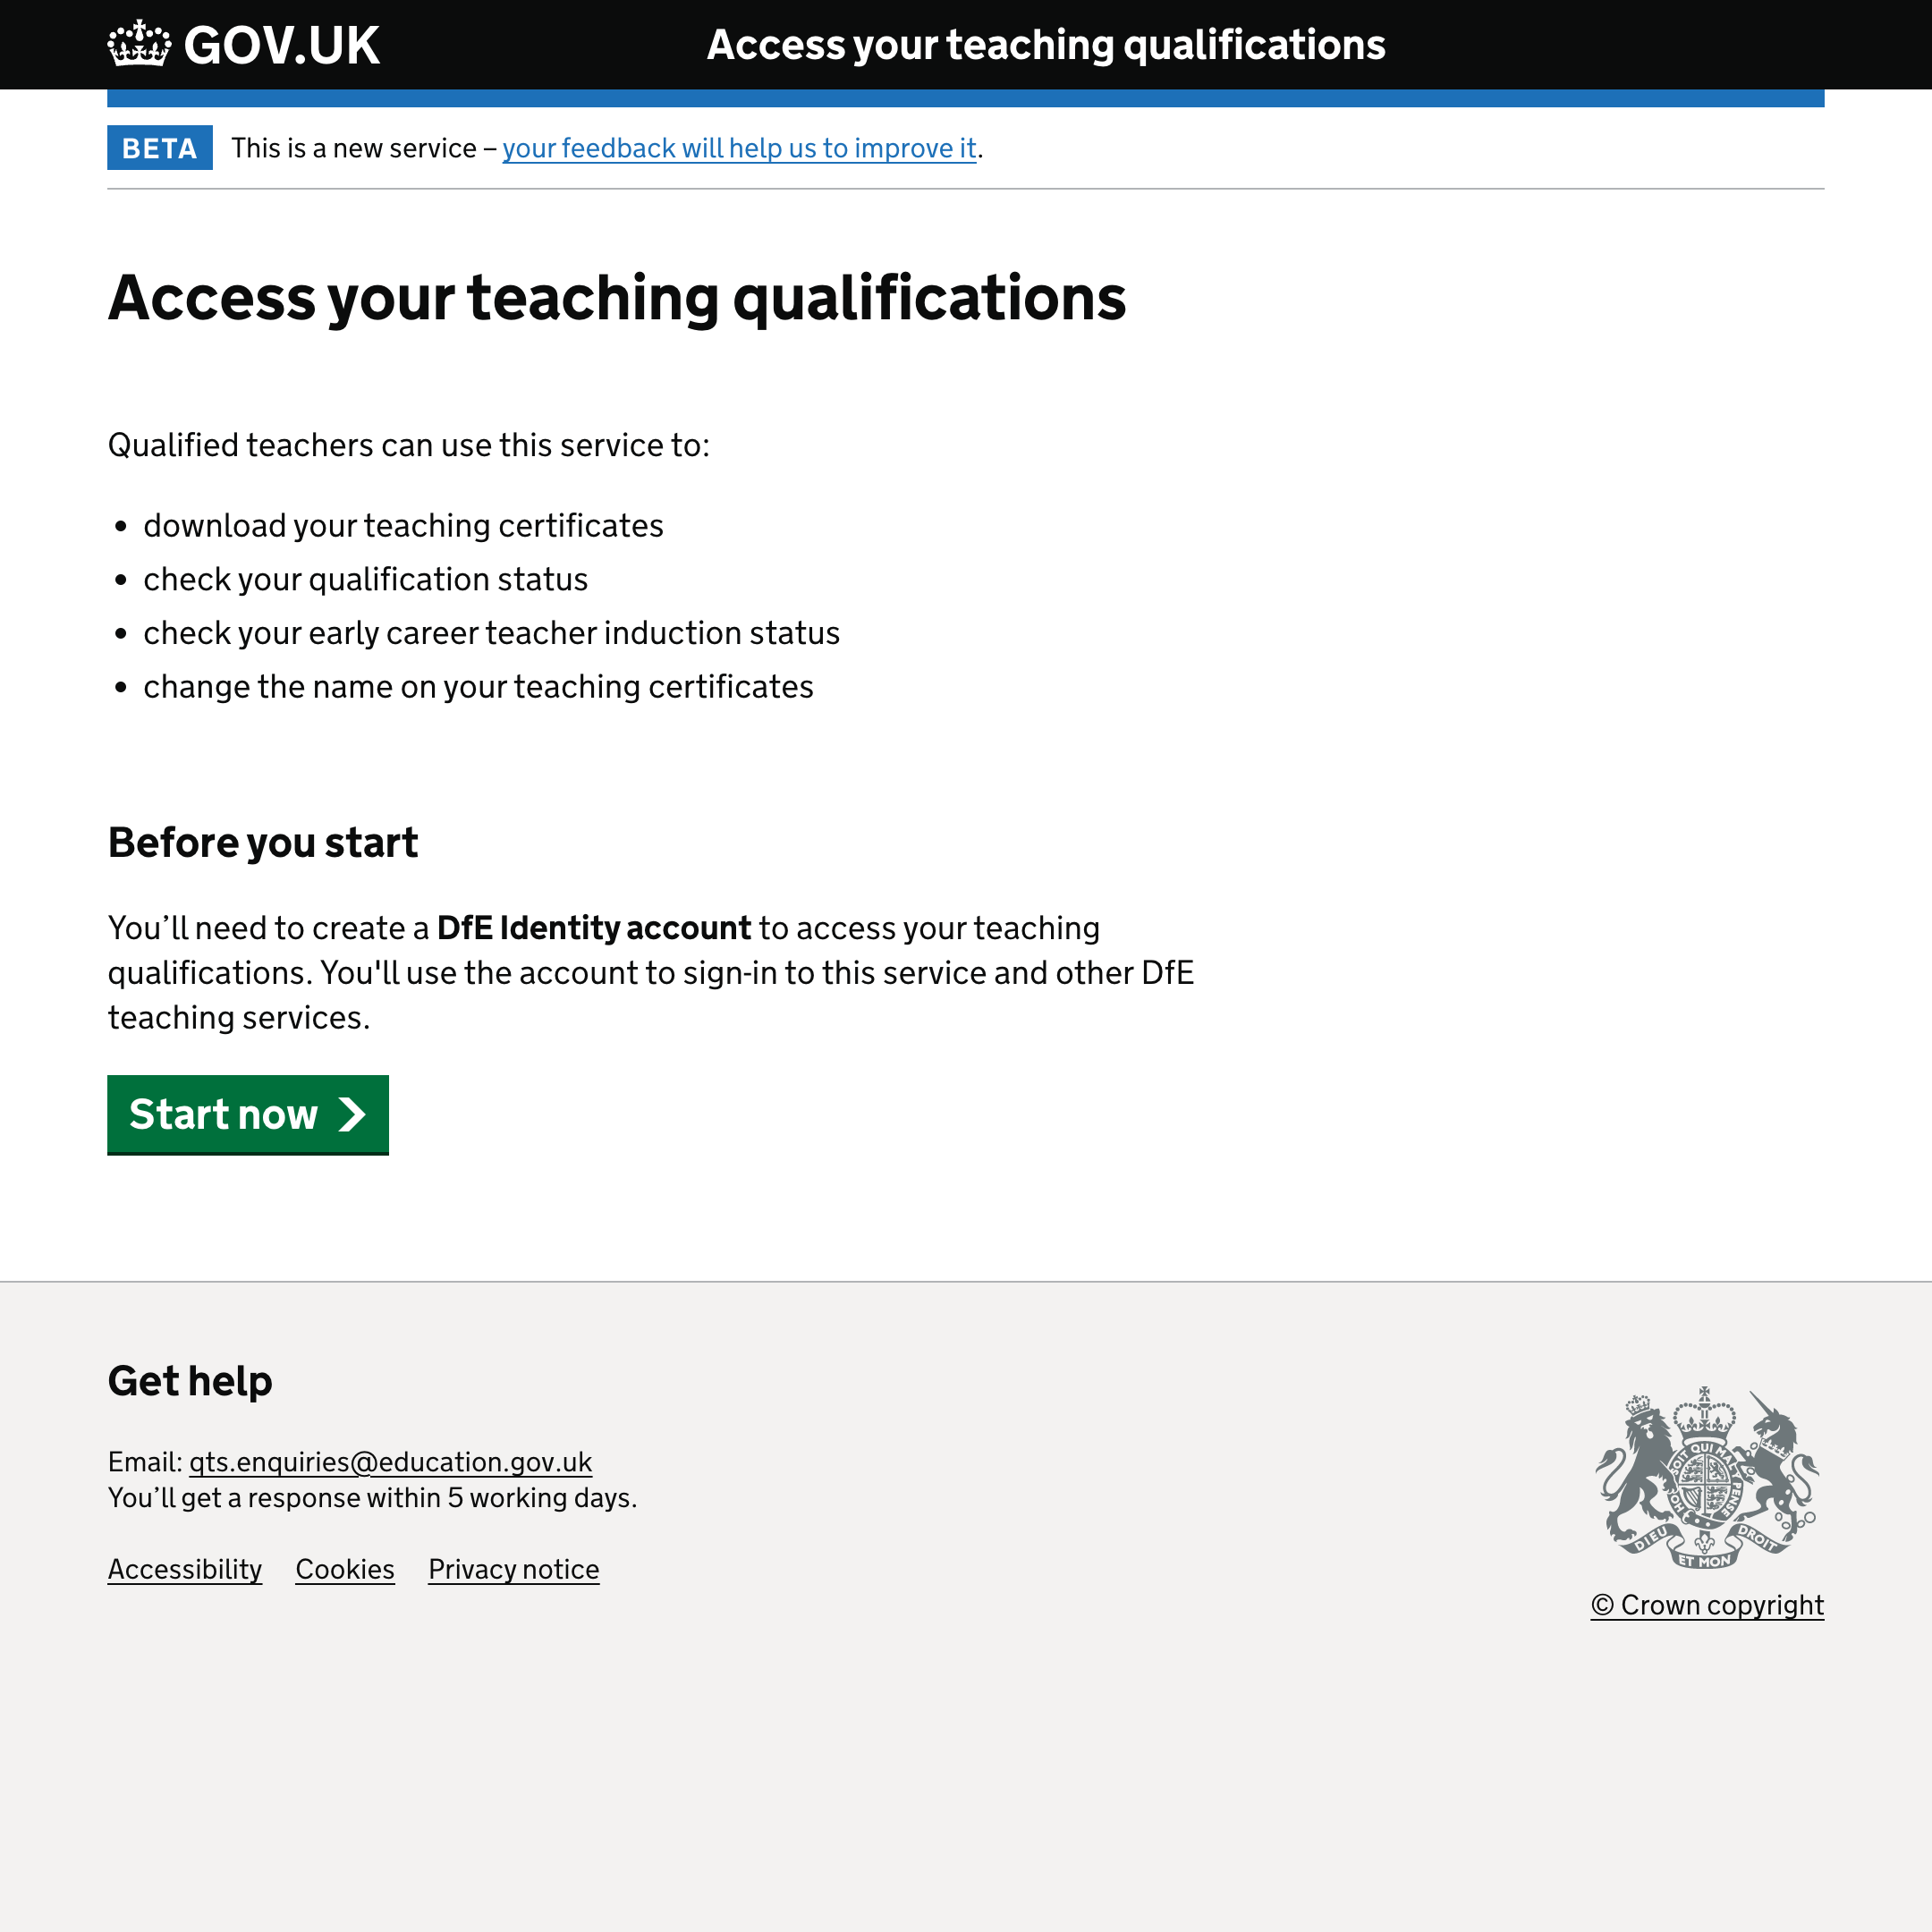 GOV.UK
Access your teaching qualifications
BETA This is a new service – your feedback will help us to improve it.
Access your teaching qualifications
Qualified teachers can use this service to:
• download your teaching certificates
• check your qualification status
• check your early career teacher induction status
• change the name on your teaching certificates
Before you start
You’ll need to create a DfE Identity account to access your teaching
qualifications. You'll use the account to sign-in to this service and other DfE
teaching services.
Start now
Get help
Email: qts.enquiries@education.gov.uk
You’ll get a response within 5 working days.
Accessibility Cookies Privacy notice
DIEU ET MON DROIT
© Crown copyright